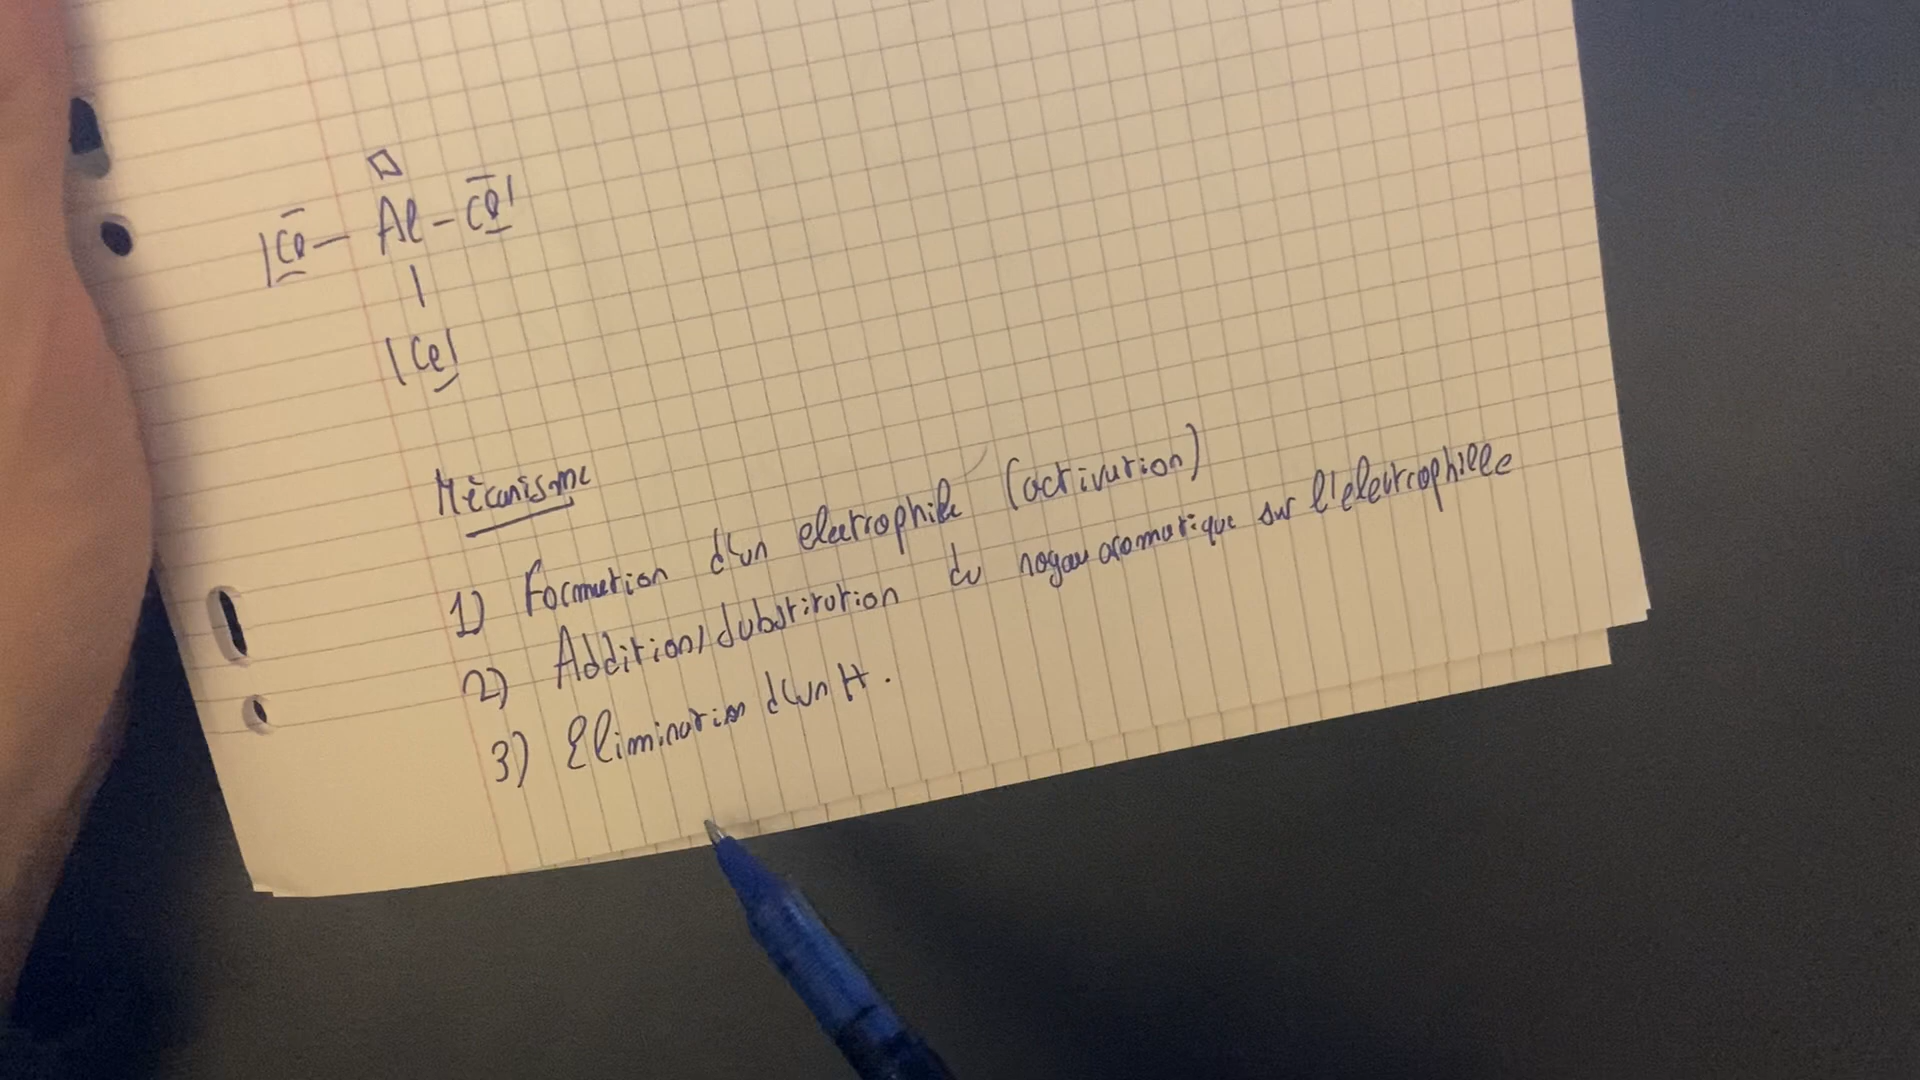 |Cl – Al – Cl|
|
|Cl|
Mécanisme
1) Formation d'un electrophile (activation)
2) Addition/substitution du noyau aromatique sur l'electrophille
3) Elimination d'un H.